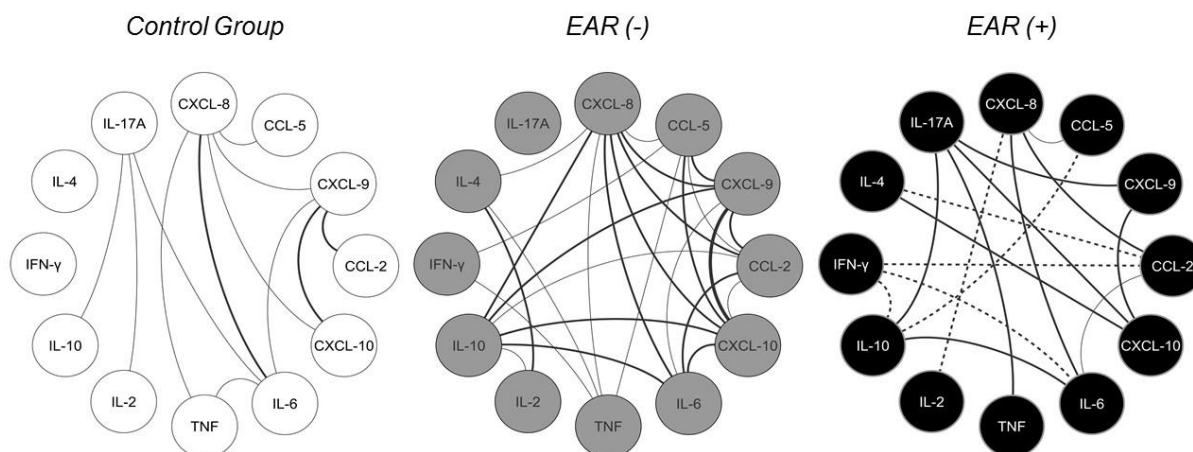 Control Group
CXCL-8
IL-17A
CCL-5
IL-4
CXCL-9
IFN-γ
CCL-2
IL-10
CXCL-10
IL-2
IL-6
TNF
EAR (-)
CXCL-8
IL-17A
CCL-5
IL-4
CXCL-9
IFN-γ
CCL-2
IL-10
CXCL-10
IL-2
IL-6
TNF
EAR (+)
CXCL-8
IL-17A
CCL-5
IL-4
CXCL-9
IFN-γ
CCL-2
IL-10
CXCL-10
IL-2
IL-6
TNF